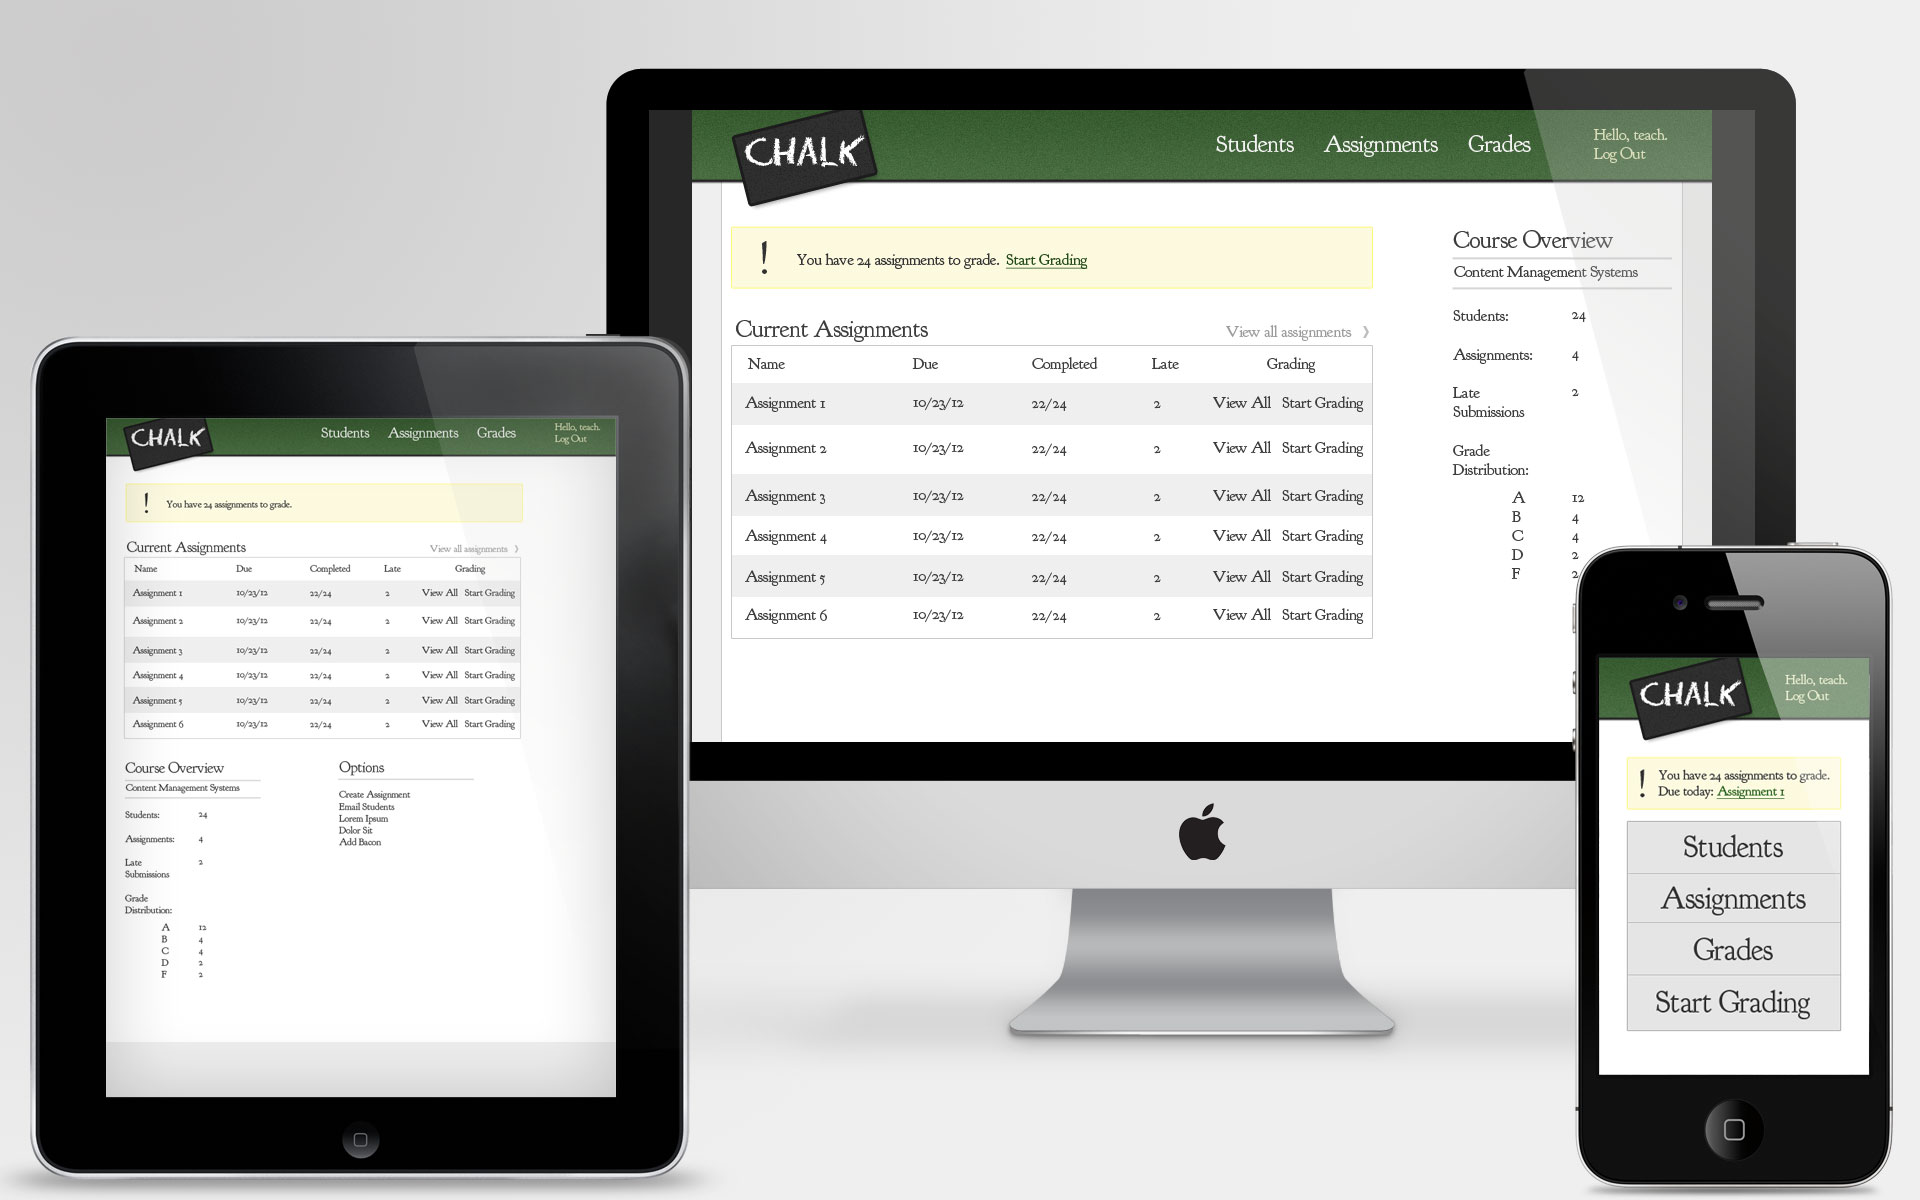 CHALK
Students Assignments Grades
Hello, teach.
Log Out
! You have 24 assignments to grade. Start Grading
Current Assignments View all assignments ❭
Name Due Completed Late Grading
Assignment 1 10/23/12 22/24 2 View All Start Grading
Assignment 2 10/23/12 22/24 2 View All Start Grading
Assignment 3 10/23/12 22/24 2 View All Start Grading
Assignment 4 10/23/12 22/24 2 View All Start Grading
Assignment 5 10/23/12 22/24 2 View All Start Grading
Assignment 6 10/23/12 22/24 2 View All Start Grading
Course Overview
Content Management Systems
Students: 24
Assignments: 4
Late 2
Submissions
Grade
Distribution:
A 12
B 4
C 4
D 2
F 2
CHALK
Students Assignments Grades
Hello, teach.
Log Out
! You have 24 assignments to grade.
Current Assignments View all assignments ❭
Name Due Completed Late Grading
Assignment 1 10/23/12 22/24 2 View All Start Grading
Assignment 2 10/23/12 22/24 2 View All Start Grading
Assignment 3 10/23/12 22/24 2 View All Start Grading
Assignment 4 10/23/12 22/24 2 View All Start Grading
Assignment 5 10/23/12 22/24 2 View All Start Grading
Assignment 6 10/23/12 22/24 2 View All Start Grading
Course Overview
Content Management Systems
Students: 24
Assignments: 4
Late 2
Submissions
Grade
Distribution:
A 12
B 4
C 4
D 2
F 2
Options
Create Assignment
Email Students
Lorem Ipsum
Dolor Sit
Add Bacon
CHALK
Hello, teach.
Log Out
! You have 24 assignments to grade.
Due today: Assignment 1
Students
Assignments
Grades
Start Grading